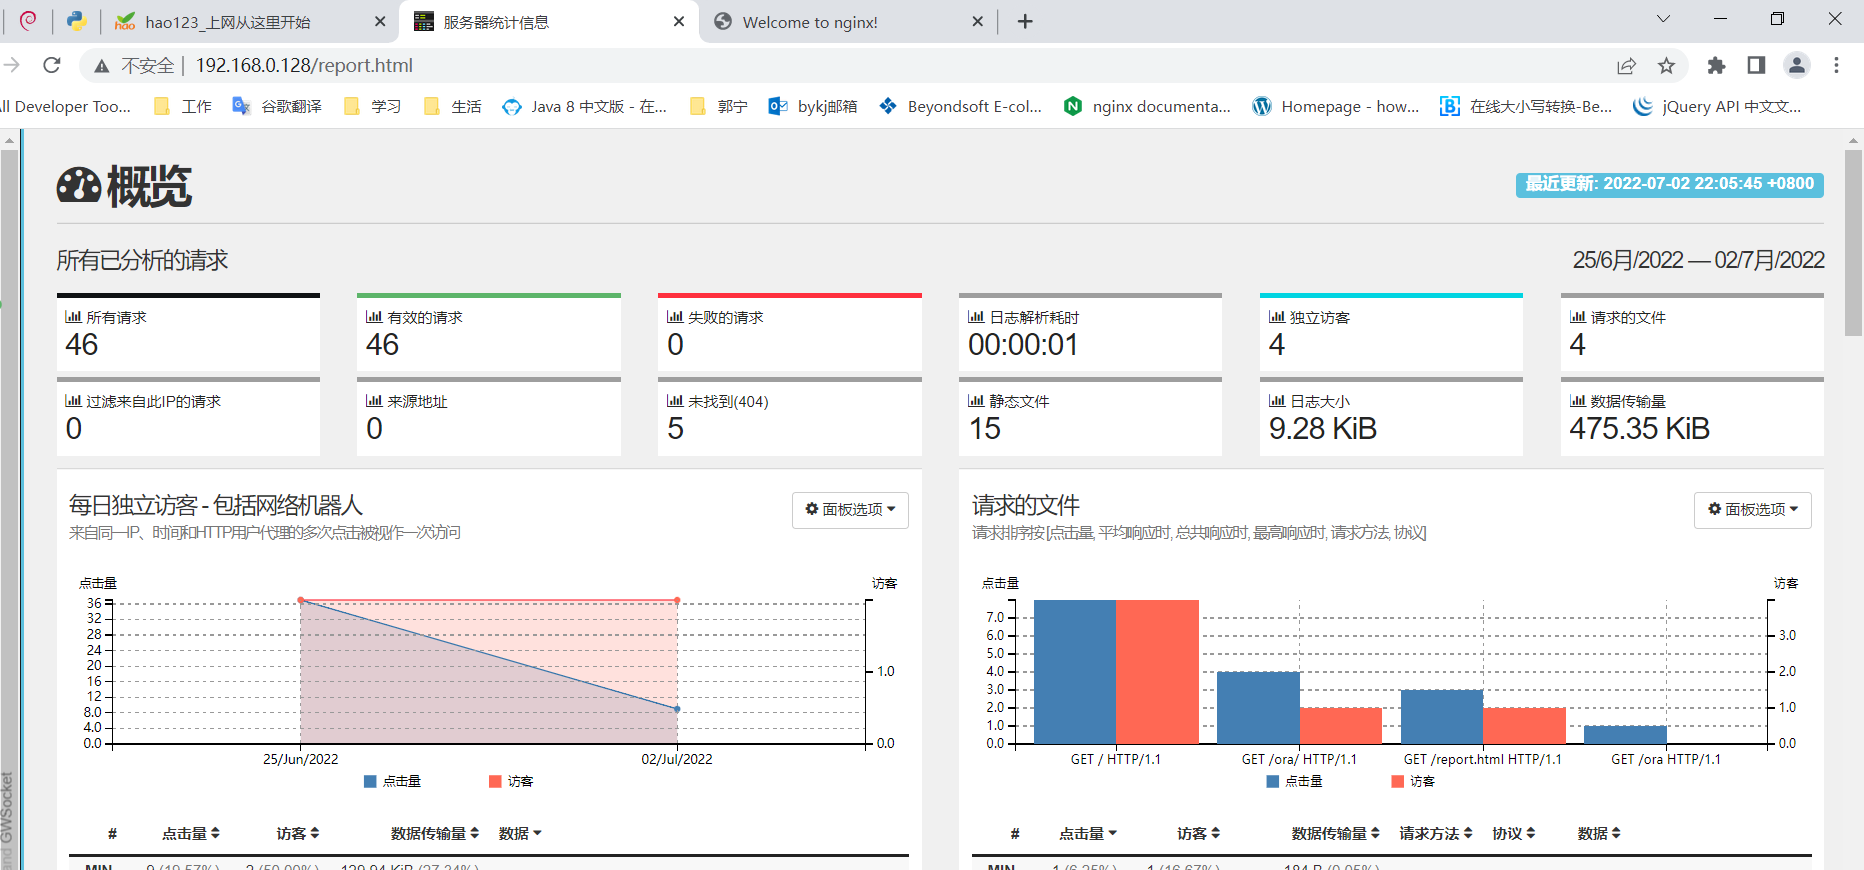 hao123_上网从这里开始
服务器统计信息
Welcome to nginx!
不安全 | 192.168.0.128/report.html
ll Developer Too...
工作
谷歌翻译
学习
生活
Java 8 中文版 - 在...
郭宁
bykj邮箱
Beyondsoft E-col...
nginx documenta...
Homepage - how...
在线大小写转换-Be...
jQuery API 中文文...
概览
最近更新: 2022-07-02 22:05:45 +0800
所有已分析的请求
25/6月/2022 — 02/7月/2022
所有请求
46
有效的请求
46
失败的请求
0
日志解析耗时
00:00:01
独立访客
4
请求的文件
4
过滤来自此IP的请求
0
来源地址
0
未找到(404)
5
静态文件
15
日志大小
9.28 KiB
数据传输量
475.35 KiB
每日独立访客 - 包括网络机器人
来自同一IP、时间和HTTP用户代理的多次点击被视作一次访问
面板选项
点击量
访客
36
32
28
24
20
16
12
8.0
4.0
0.0
1.0
0.0
25/Jun/2022
02/Jul/2022
点击量
访客
# 点击量 访客 数据传输量 数据
MIN 9 (19.57%) 2 (50.00%) 129.94 KiB (27.34%)
请求的文件
请求排序按 [点击量, 平均响应时, 总共响应时, 最高响应时, 请求方法, 协议]
面板选项
点击量
访客
7.0
6.0
5.0
4.0
3.0
2.0
1.0
0.0
3.0
2.0
1.0
0.0
GET / HTTP/1.1
GET /ora/ HTTP/1.1
GET /report.html HTTP/1.1
GET /ora HTTP/1.1
点击量
访客
# 点击量 访客 数据传输量 请求方法 协议 数据
MIN 1 (6.25%) 1 (16.67%) 184 B (0.05%)
and GWSocket